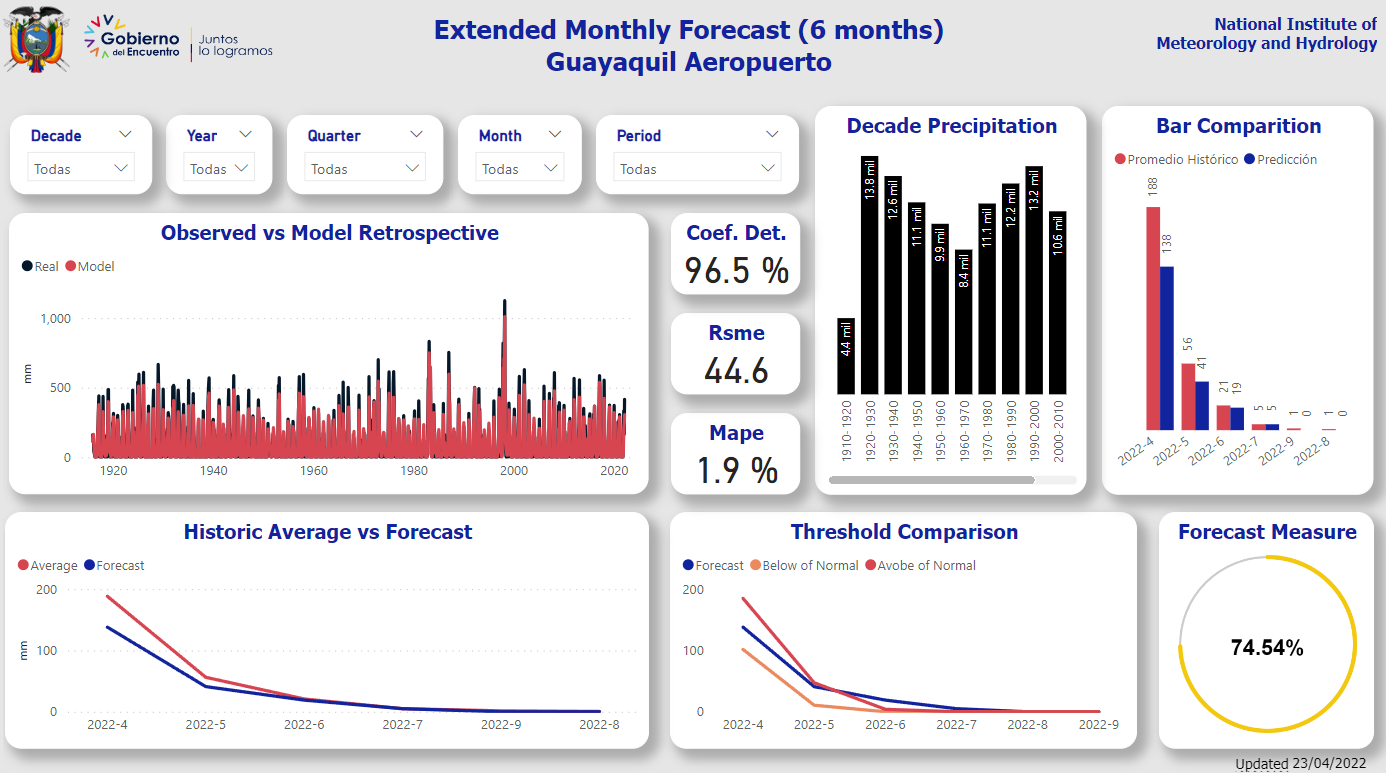 Gobierno
del Encuentro
Juntos
lo logramos
Extended Monthly Forecast (6 months)
Guayaquil Aeropuerto
National Institute of
Meteorology and Hydrology
Decade
Todas
Year
Todas
Quarter
Todas
Month
Todas
Period
Todas
Observed vs Model Retrospective
Real Model
mm
1,000
500
0
1920 1940 1960 1980 2000 2020
Coef. Det.
96.5 %
Rsme
44.6
Mape
1.9 %
Decade Precipitation
4.4 mil
13.8 mil
12.6 mil
11.1 mil
9.9 mil
8.4 mil
11.1 mil
12.2 mil
13.2 mil
10.6 mil
1910-1920
1920-1930
1930-1940
1940-1950
1950-1960
1960-1970
1970-1980
1980-1990
1990-2000
2000-2010
Bar Comparition
Promedio Histórico Predicción
188
138
56
41
21
19
5
5
1
0
1
0
2022-4
2022-5
2022-6
2022-7
2022-9
2022-8
Historic Average vs Forecast
Average Forecast
mm
200
100
0
2022-4 2022-5 2022-6 2022-7 2022-9 2022-8
Threshold Comparison
Forecast Below of Normal Avobe of Normal
200
100
0
2022-4 2022-5 2022-6 2022-7 2022-8 2022-9
Forecast Measure
74.54%
Updated 23/04/2022